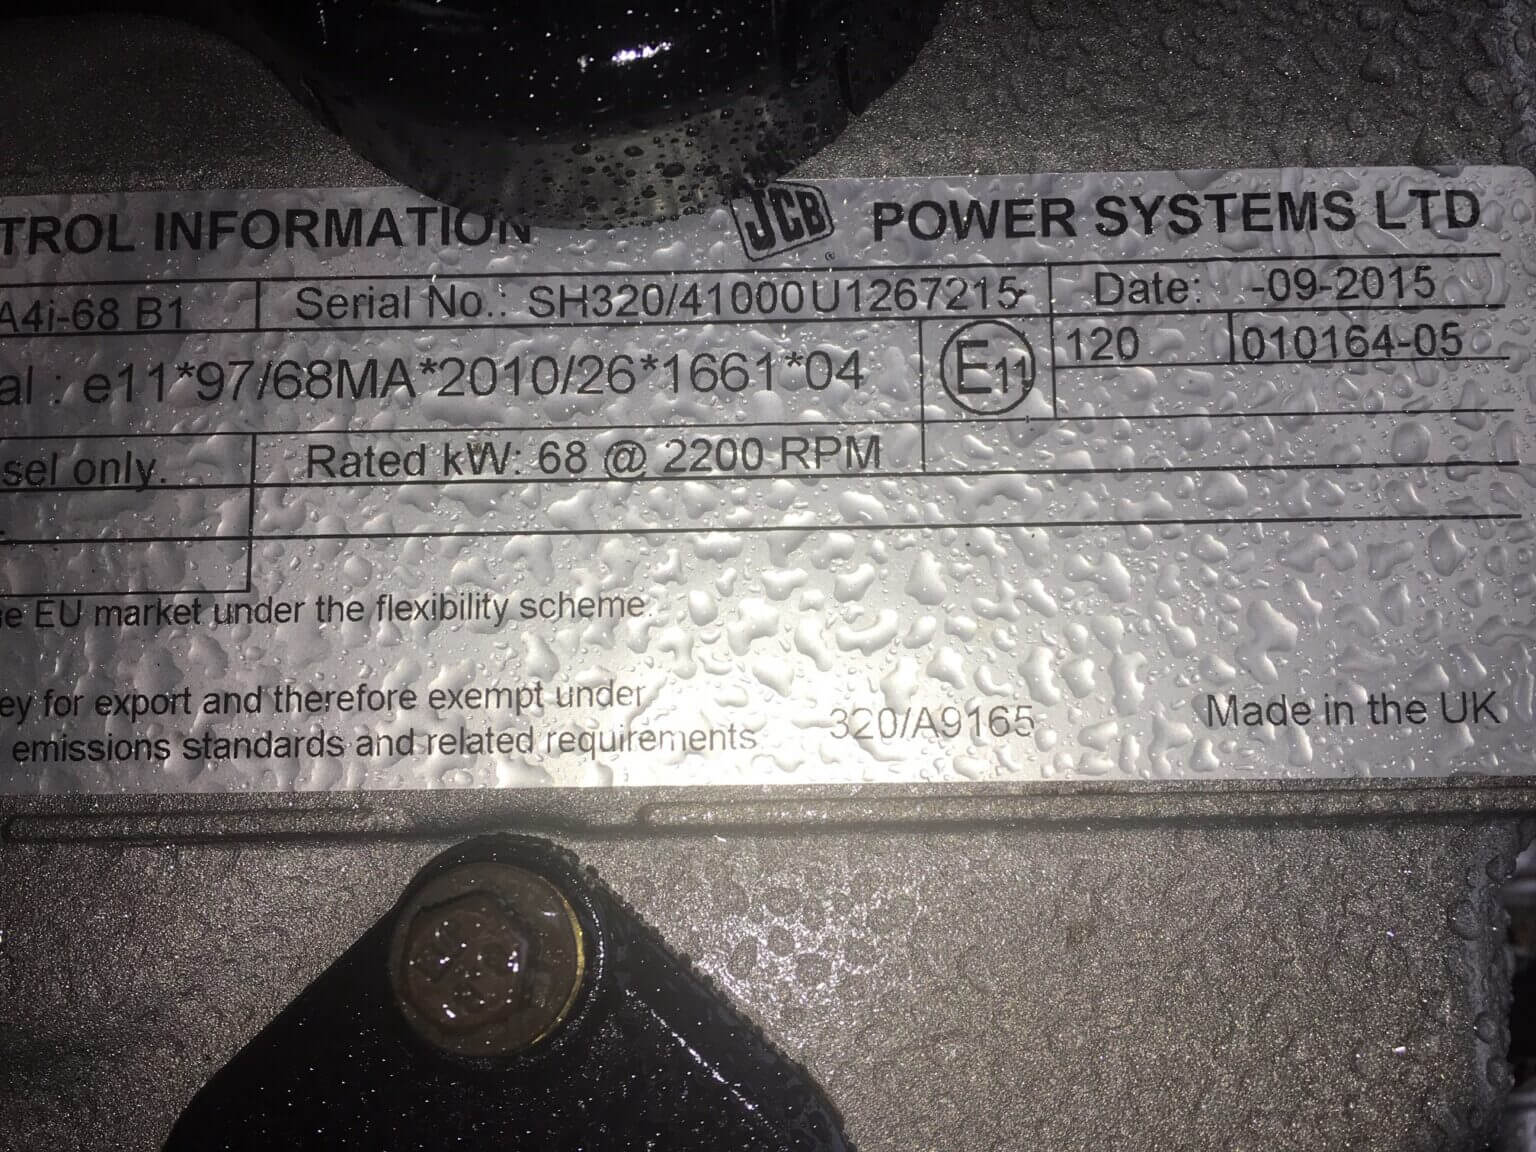 TROL INFORMATION JCB POWER SYSTEMS LTD
A4i-68 B1 Serial No.: SH320/41000U1267215 Date: -09-2015
al : e11*97/68MA*2010/26*1661*04 E11 120 010164-05
sel only. Rated kW: 68 @ 2200 RPM
e EU market under the flexibility scheme.
ey for export and therefore exempt under
emissions standards and related requirements 320/A9165 Made in the UK